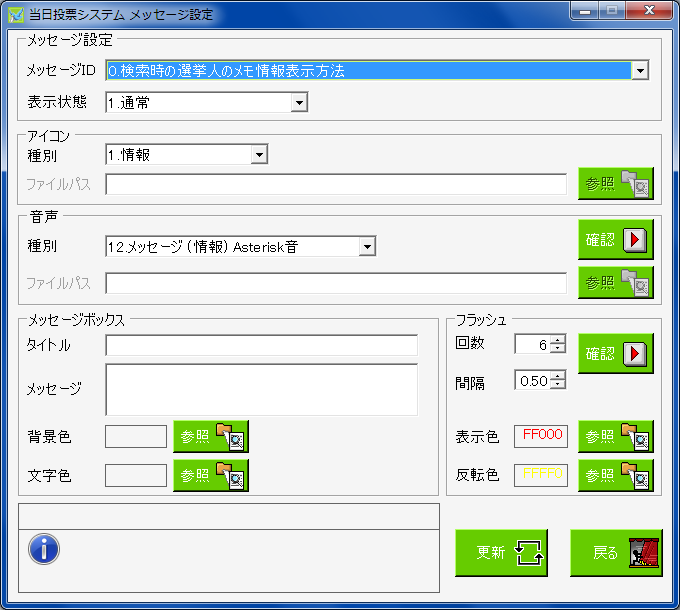 当日投票システム メッセージ設定
メッセージ設定
メッセージID
0.検索時の選挙人のメモ情報表示方法
表示状態
1.通常
アイコン
種別
1.情報
ファイルパス
参照
音声
種別
12.メッセージ（情報）Asterisk音
確認
ファイルパス
参照
メッセージボックス
タイトル
メッセージ
背景色
参照
文字色
参照
フラッシュ
回数
6
確認
間隔
0.50
表示色
FF000
参照
反転色
FFFF0
参照
更新
戻る